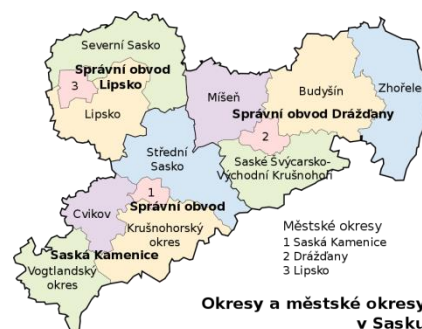 Severní Sasko
Správní obvod
Lipsko
3
Lipsko
Míšeň
Budyšín
Zhořelec
Správní obvod Drážďany
2
Střední
Sasko
Saské Švýcarsko-
Východní Krušnohoří
1
Cvikov
Správní obvod
Krušnohorský
okres
Saská Kamenice
Vogtlandský
okres
Městské okresy
1 Saská Kamenice
2 Drážďany
3 Lipsko
Okresy a městské okresy
v Sasku